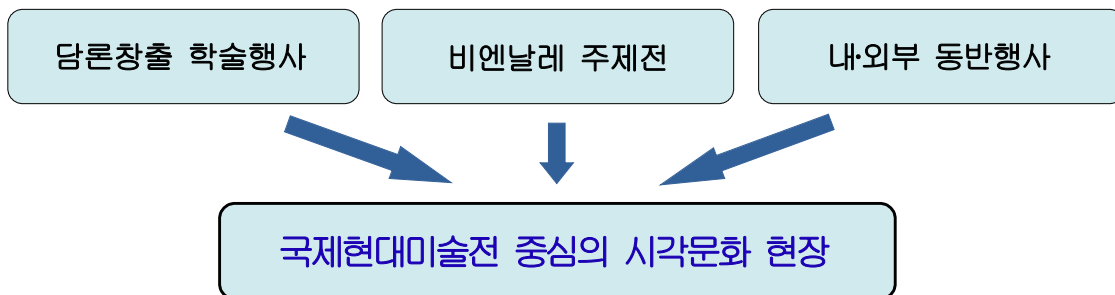 담론창출 학술행사
비엔날레 주제전
내·외부 동반행사
국제현대미술전 중심의 시각문화 현장